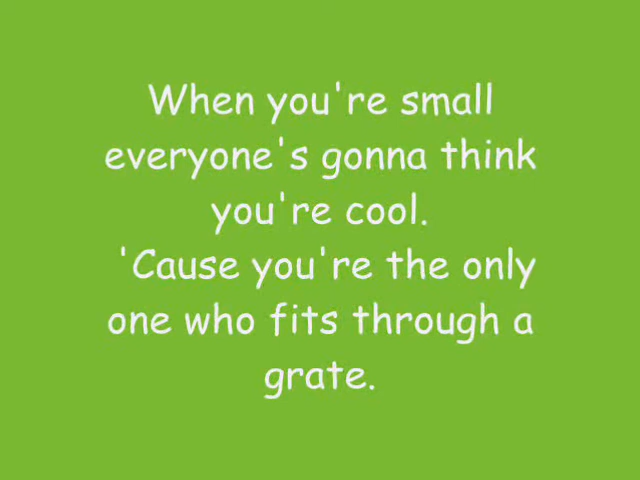 When you're small
everyone's gonna think
you're cool.
'Cause you're the only
one who fits through a
grate.